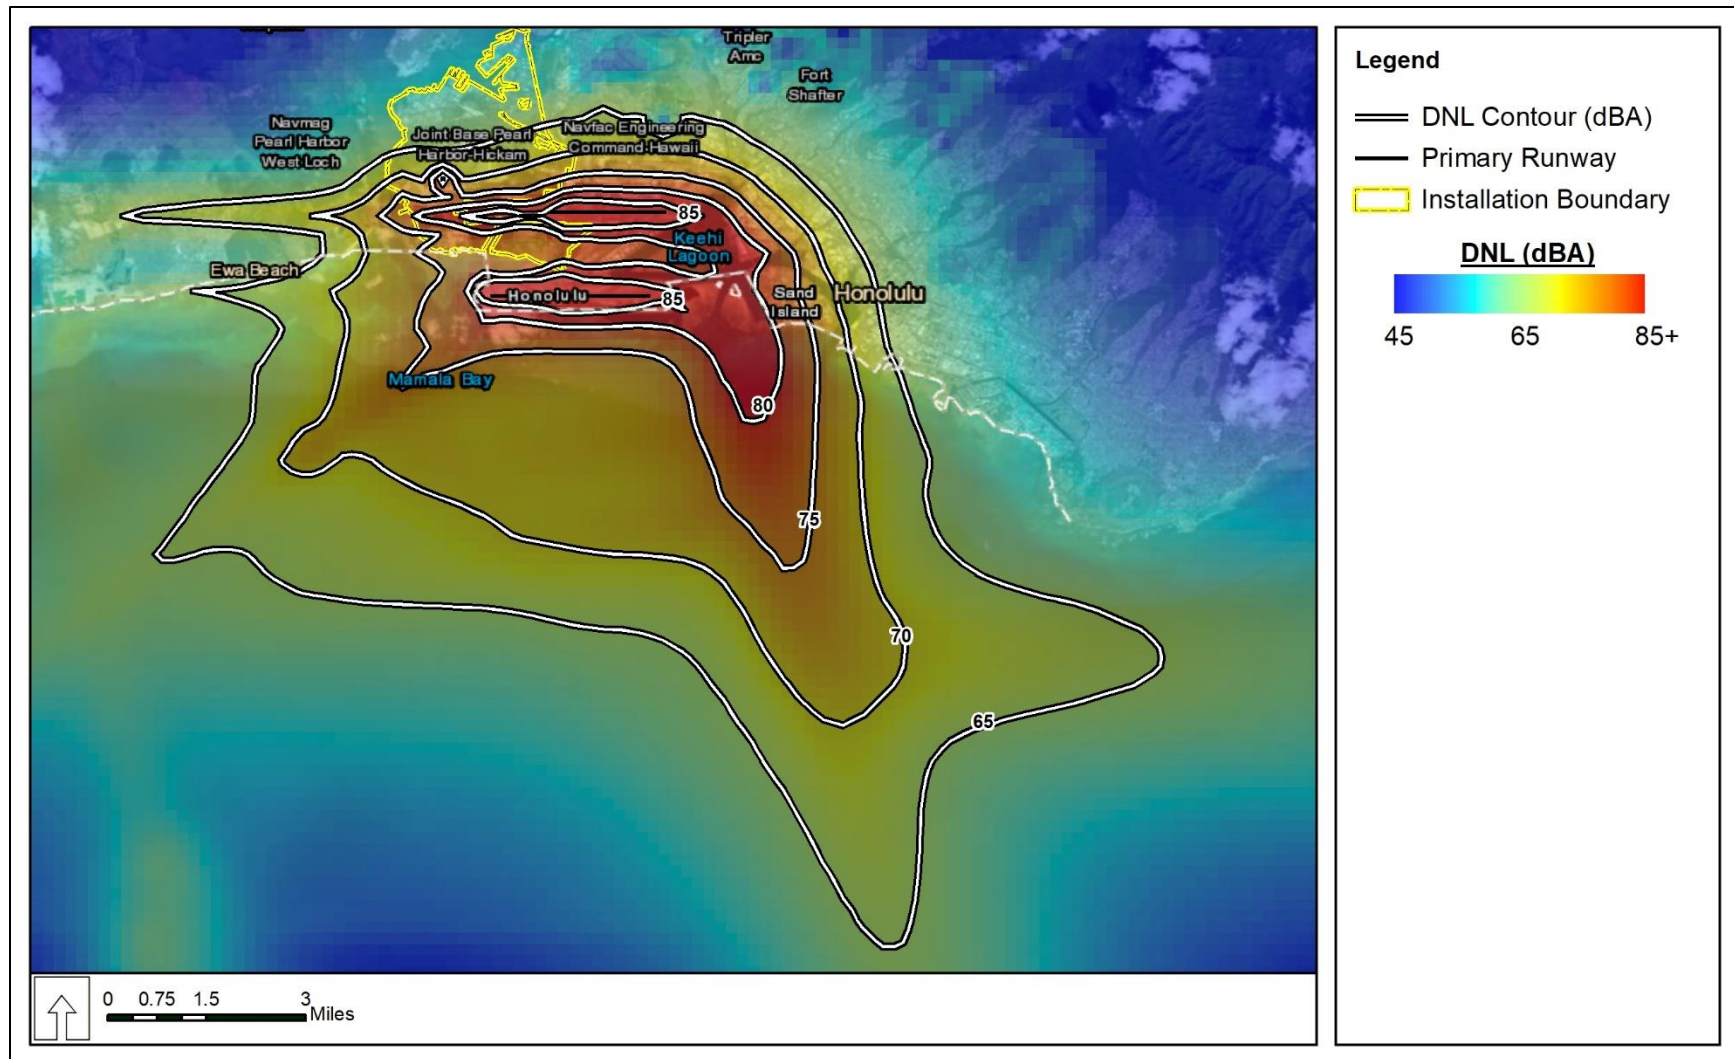 Tripler
Amc
Fort
Shafter
Navmag
Pearl Harbor
West Loch
Joint Base Pearl
Harbor-Hickam
Navfac Engineering
Command-Hawaii
85
Keehi
Lagoon
Ewa Beach
Honolulu
85
Sand
Island
Honolulu
Mamala Bay
80
75
70
65
0 0.75 1.5 3
Miles
Legend
DNL Contour (dBA)
Primary Runway
Installation Boundary
DNL (dBA)
45 65 85+